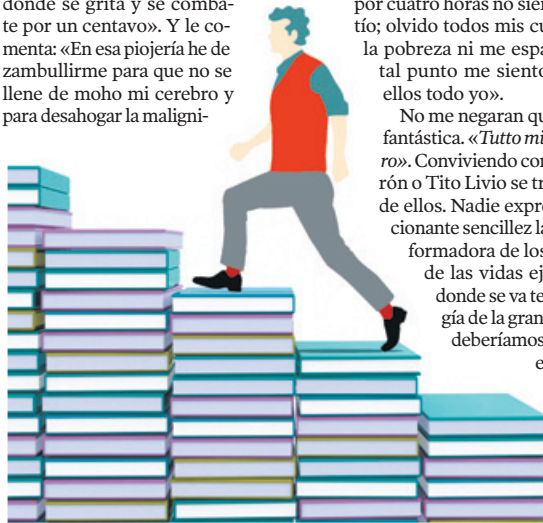 donde se grita y se comba-
te por un centavo». Y le co-
menta: «En esa piojería he de
zambullirme para que no se
llene de moho mi cerebro y
para desahogar la maligni-
por cuatro horas no sien
tío; olvido todos mis cu
la pobreza ni me espa
tal punto me siento
ellos todo yo».
No me negaran qu
fantástica. «Tutto mi
ro». Conviviendo con
rón o Tito Livio se tr
de ellos. Nadie expre
cionante sencillez la
formadora de los
de las vidas ej
donde se va te
gía de la gran
deberíamos
e